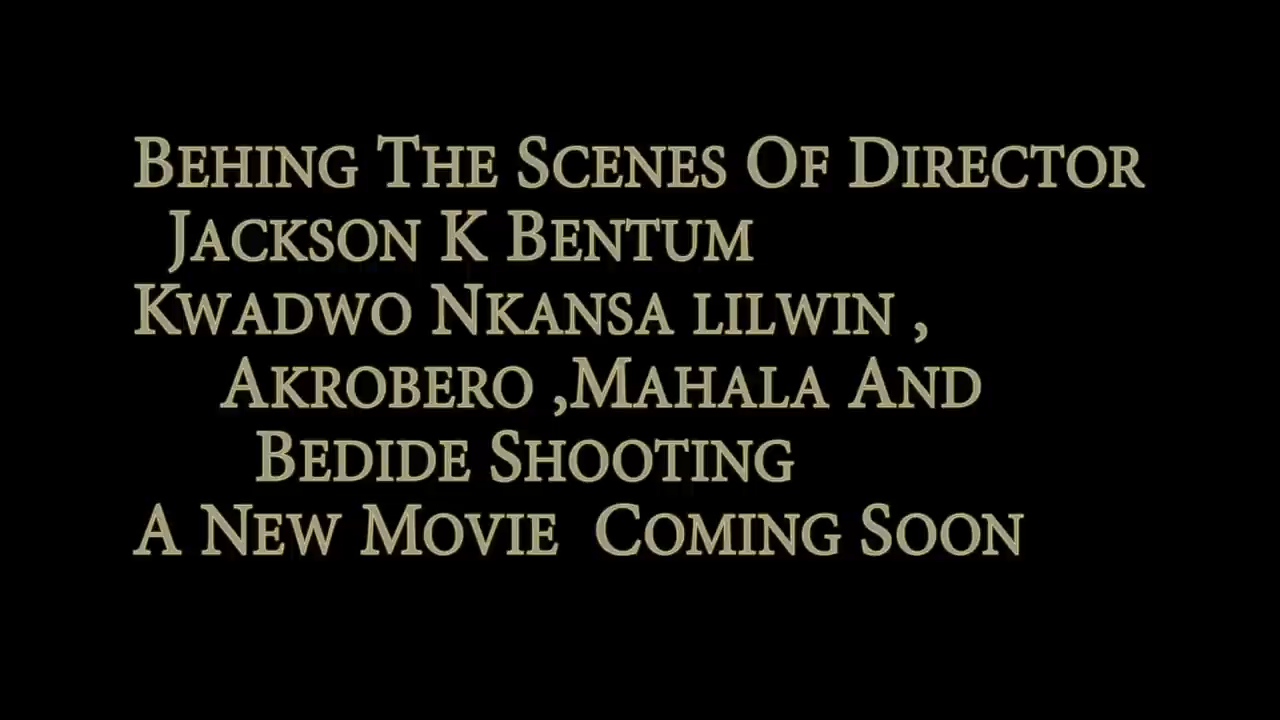 Behing The Scenes Of Director
Jackson K Bentum
Kwadwo Nkansa lilwin ,
Akrobero ,Mahala And
Bedide Shooting
A New Movie  Coming Soon